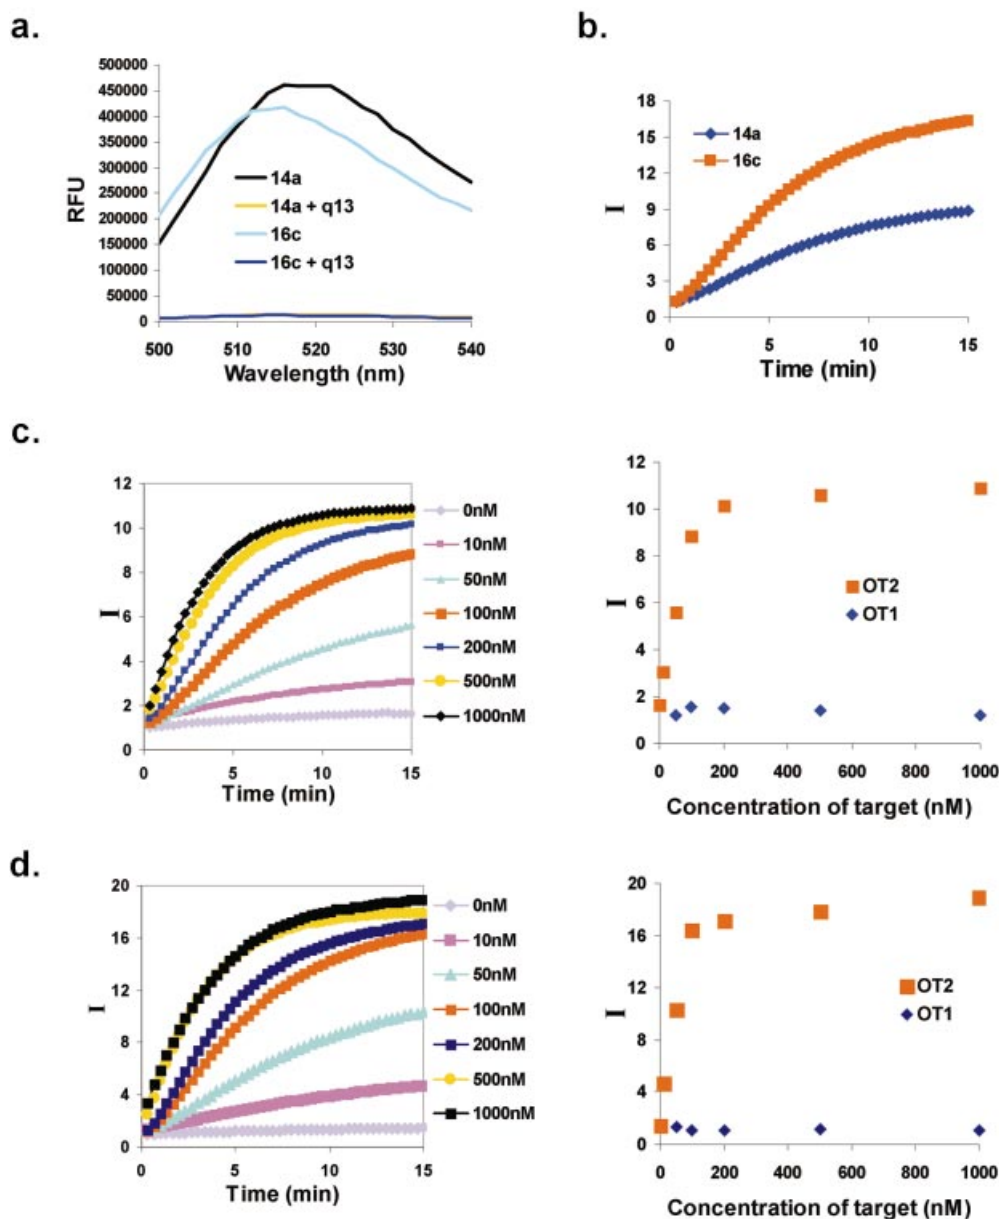 a.
500000
450000
400000
350000
300000
250000
200000
150000
100000
50000
0
RFU
14a
14a + q13
16c
16c + q13
500 510 520 530 540
Wavelength (nm)
b.
18
15
12
9
6
3
0
I
14a
16c
0 5 10 15
Time (min)
c.
12
10
8
6
4
2
0
I
0 5 10 15
Time (min)
0nM
10nM
50nM
100nM
200nM
500nM
1000nM
12
10
8
6
4
2
0
I
OT2
OT1
0 200 400 600 800 1000
Concentration of target (nM)
d.
20
16
12
8
4
0
I
0 5 10 15
Time (min)
0nM
10nM
50nM
100nM
200nM
500nM
1000nM
20
16
12
8
4
0
I
OT2
OT1
0 200 400 600 800 1000
Concentration of target (nM)